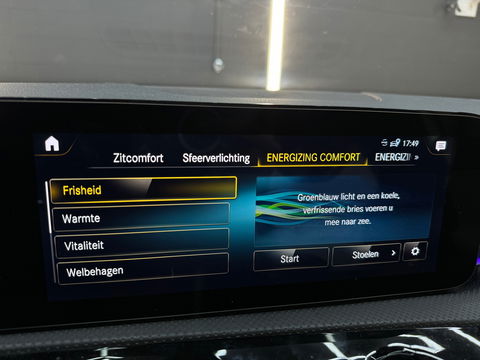 17:49
Zitcomfort Sfeerverlichting ENERGIZING COMFORT ENERGIZI
Frisheid
Warmte
Vitaliteit
Welbehagen
Groenblauw licht en een koele,
verfrissende bries voeren u
mee naar zee.
Start Stoelen